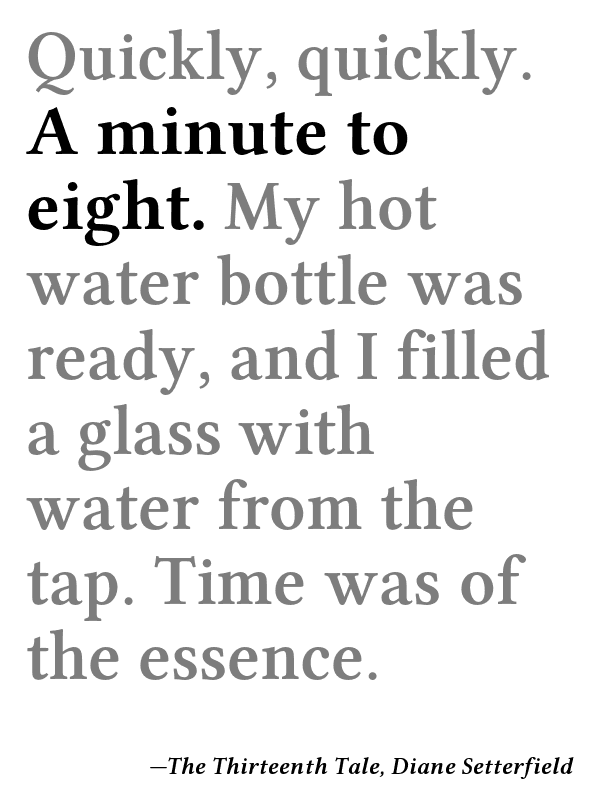 Quickly, quickly.
A minute to
eight. My hot
water bottle was
ready, and I filled
a glass with
water from the
tap. Time was of
the essence.
—The Thirteenth Tale, Diane Setterfield